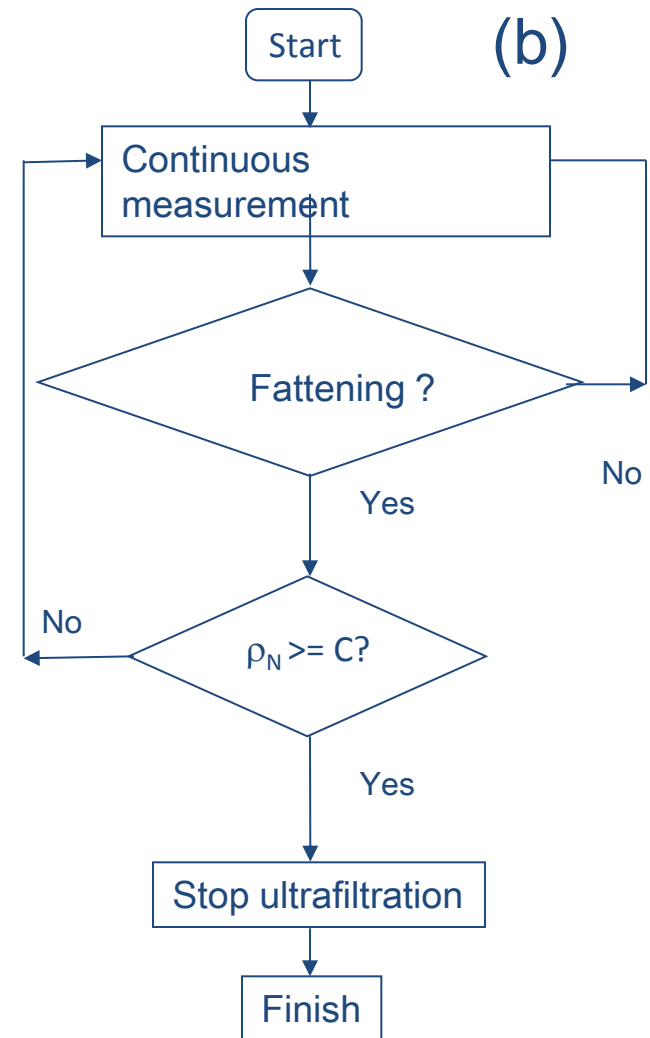 Start
(b)
Continuous
measurement
Fattening ?
No
Yes
No
ρN >= C?
Yes
Stop ultrafiltration
Finish